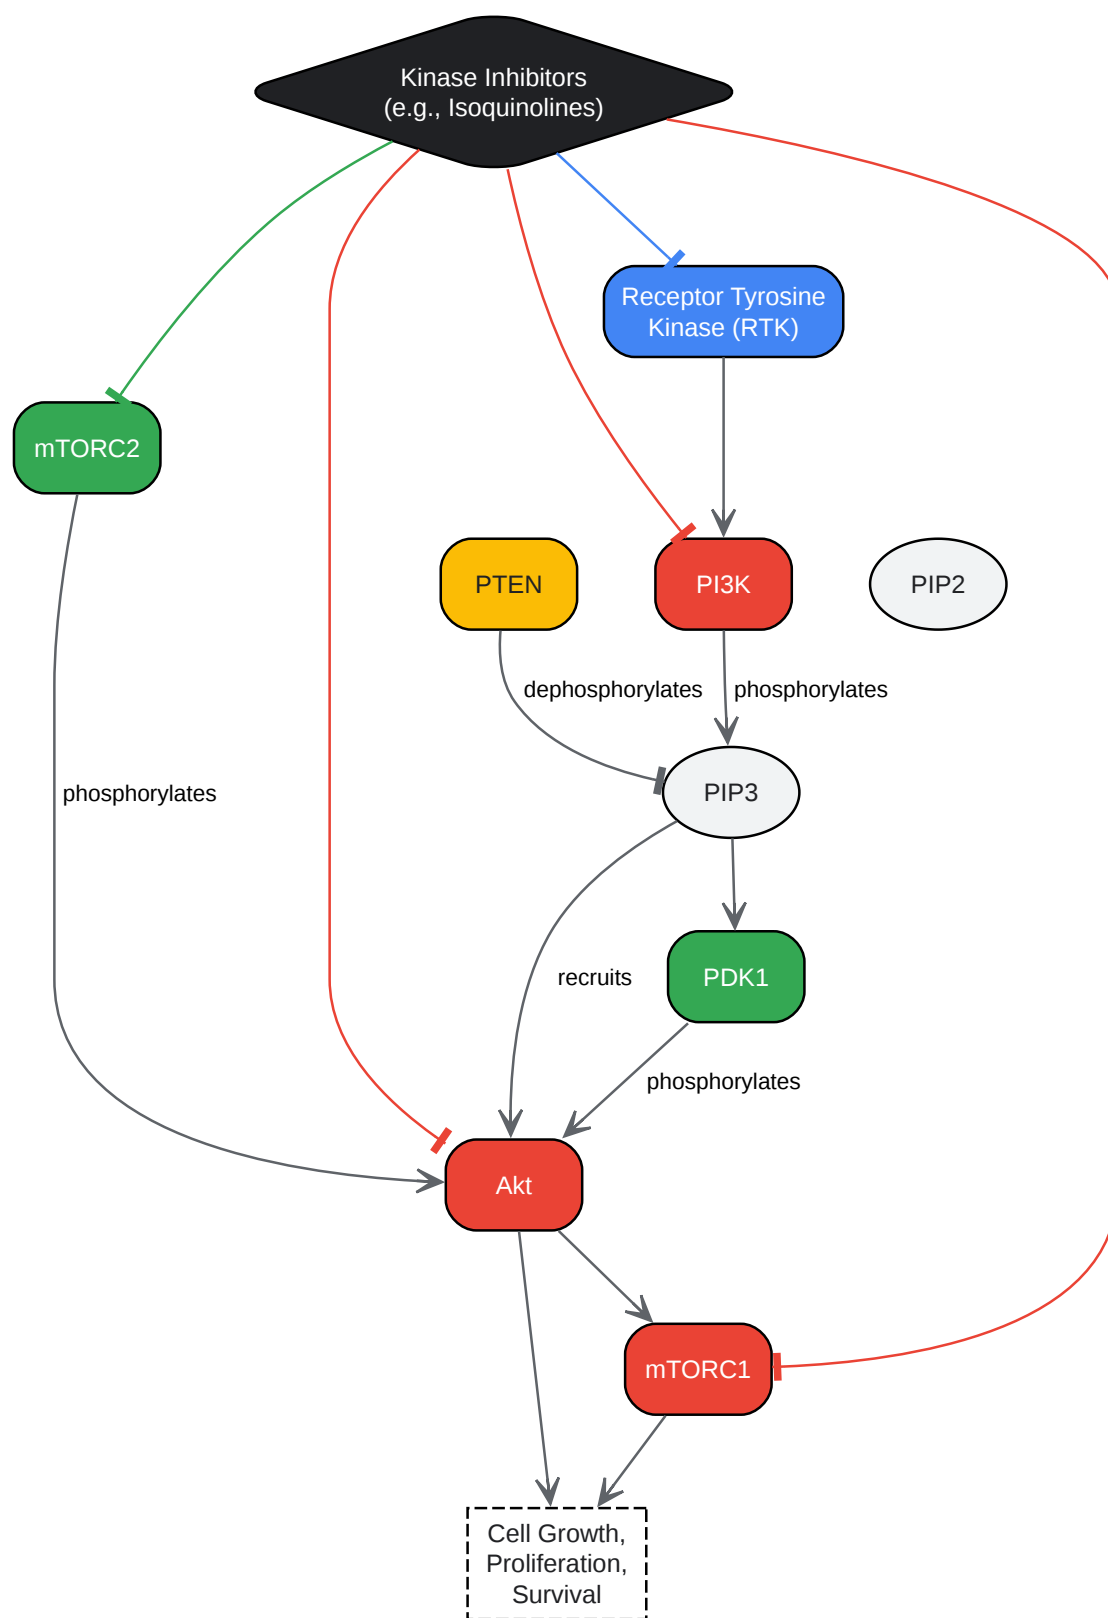 Kinase Inhibitors
(e.g., Isoquinolines)
Receptor Tyrosine
Kinase (RTK)
mTORC2
PTEN
PI3K
PIP2
dephosphorylates
phosphorylates
PIP3
phosphorylates
recruits
PDK1
phosphorylates
Akt
mTORC1
Cell Growth,
Proliferation,
Survival